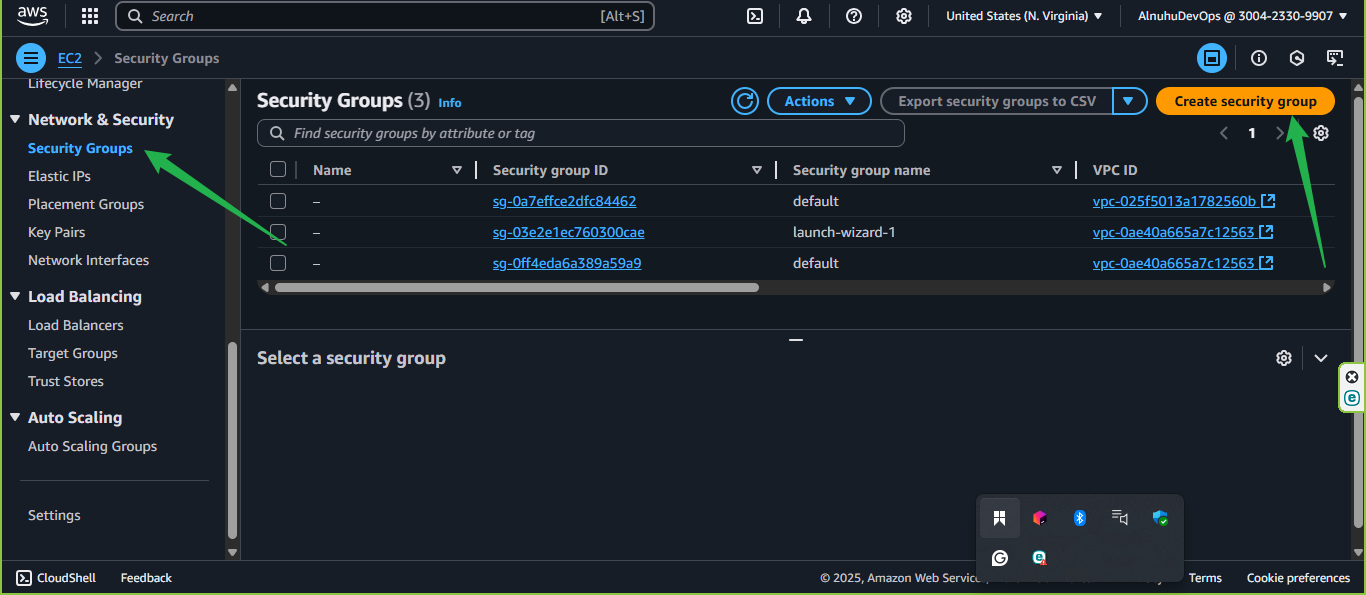 aws
Search
[Alt+S]
United States (N. Virginia)
AlnuhuDevOps @ 3004-2330-9907
EC2
Security Groups
Lifecycle Manager
Network & Security
Security Groups
Elastic IPs
Placement Groups
Key Pairs
Network Interfaces
Load Balancing
Load Balancers
Target Groups
Trust Stores
Auto Scaling
Auto Scaling Groups
Settings
Security Groups (3) Info
Actions
Export security groups to CSV
Create security group
Find security groups by attribute or tag
1
Name Security group ID Security group name VPC ID
– sg-0a7effce2dfc84462 default vpc-025f5013a1782560b
– sg-03e2e1ec760300cae launch-wizard-1 vpc-0ae40a665a7c12563
– sg-0ff4eda6a389a59a9 default vpc-0ae40a665a7c12563
Select a security group
CloudShell
Feedback
© 2025, Amazon Web
Terms
Cookie preferences